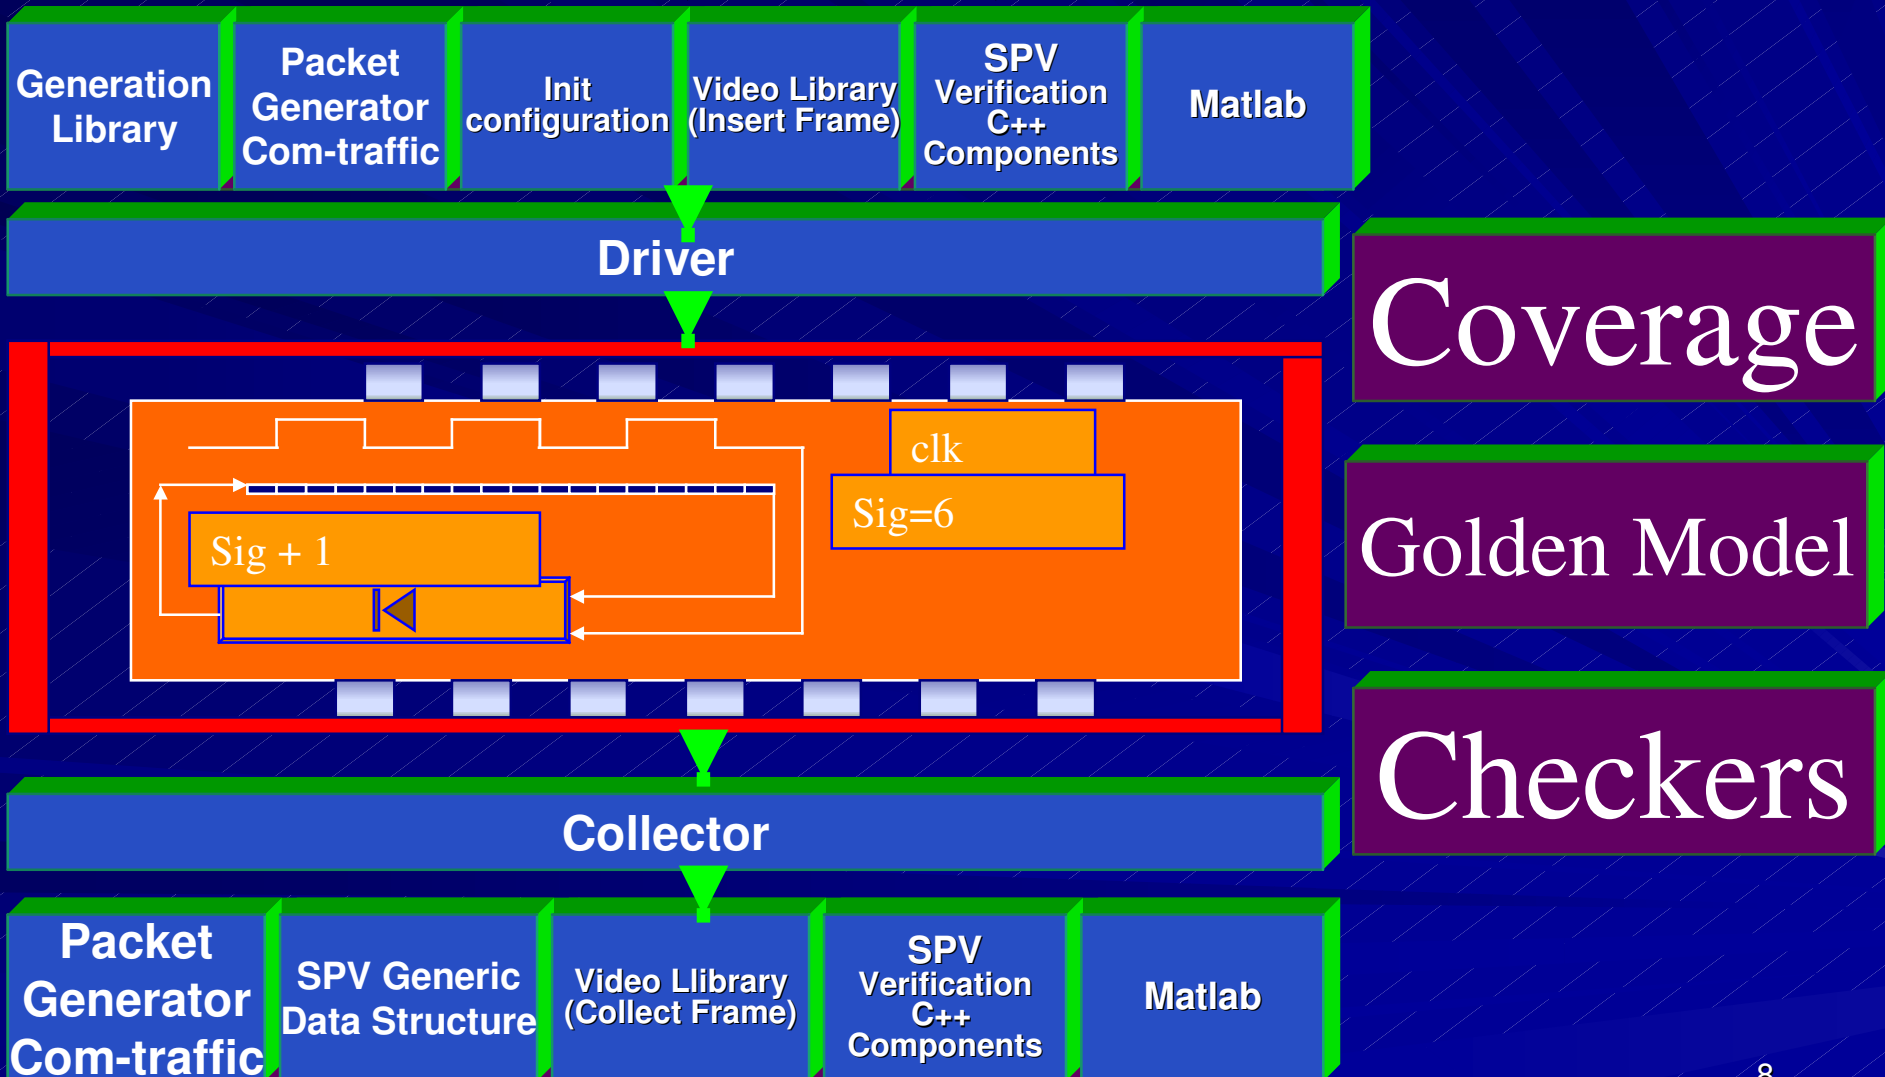 Generation
Library
Packet
Generator
Com-traffic
Init
configuration
Video Library
(Insert Frame)
SPV
Verification
C++
Components
Matlab
Driver
Coverage
clk
Sig=6
Sig + 1
Golden Model
Checkers
Collector
Packet
Generator
Com-traffic
SPV Generic
Data Structure
Video Llibrary
(Collect Frame)
SPV
Verification
C++
Components
Matlab
8